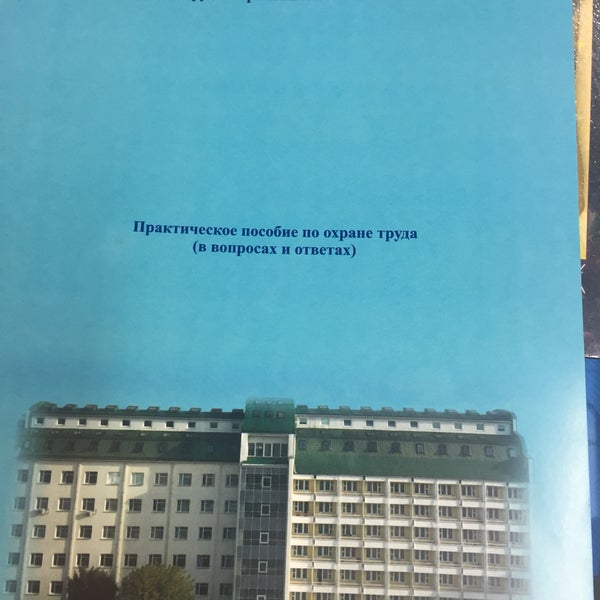 Практическое пособие по охране труда
(в вопросах и ответах)